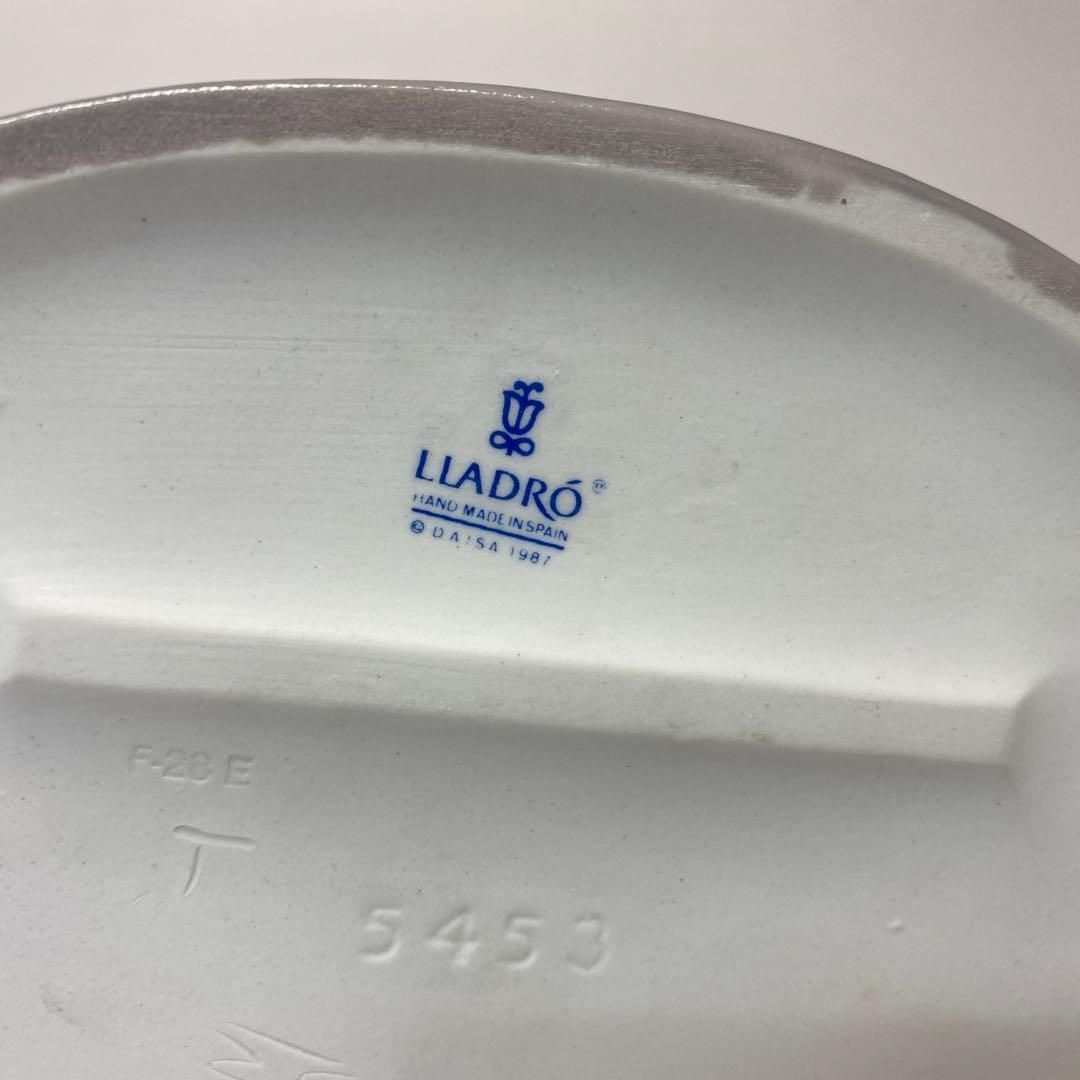 LLADRÓ ®
HAND MADE IN SPAIN
© DAISA 1987
F-28 E
T
5453